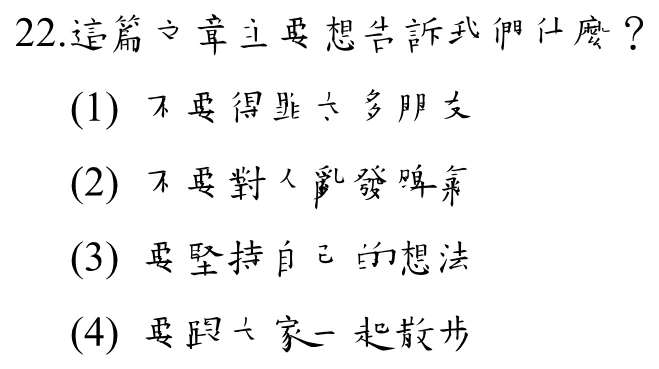 22.這篇文章主要想告訴我們什麼？
(1) 不要得罪太多朋友
(2) 不要對人亂發脾氣
(3) 要堅持自己的想法
(4) 要跟大家一起散步